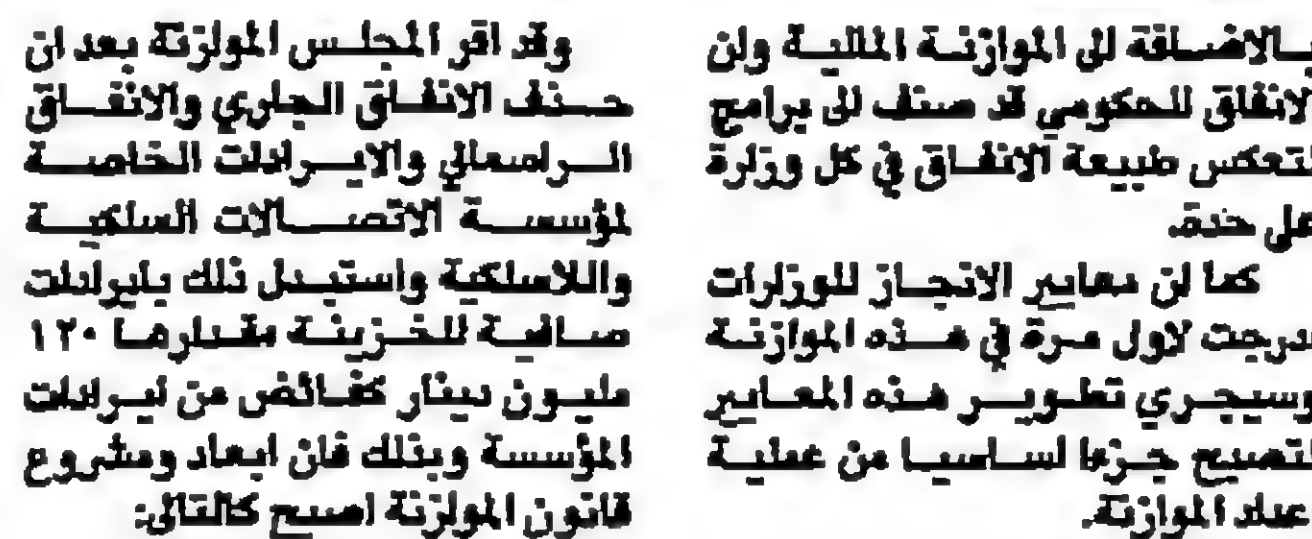 بالاضافة الى الموازنة المالية وان
الانفاق الحكومي قد صنف الى برامج
لتعكس طبيعة الانفاق في كل وزارة
على حدة.
كما ان معايير الانجاز للوزارات
ادرجت لاول مرة في هذه الموازنة
وسيجري تطوير هذه المعايير
لتصبح جزءا اساسيا من عملية
اعداد الموازنة.
وقد اقر المجلس الموازنة بعد ان
حذف الانفاق الجاري والانفاق
الراسمالي والايرادات الخاصة
لمؤسسة الاتصالات السلكية
واللاسلكية واستبدل ذلك بايرادات
صافية للخزينة مقدارها ١٢٠
مليون دينار كفائض من ايرادات
المؤسسة وبذلك فان ابعاد ومشروع
قانون الموازنة اصبح كالتالي: